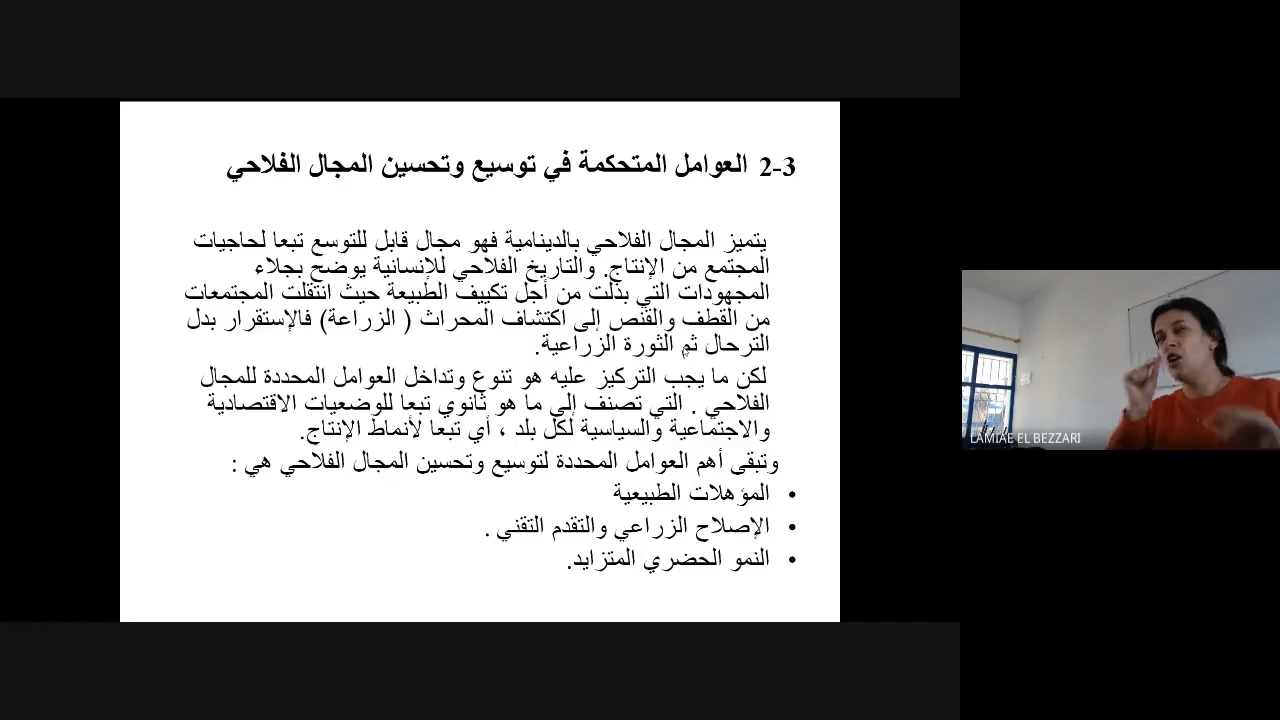 2-3 العوامل المتحكمة في توسيع وتحسين المجال الفلاحي
يتميز المجال الفلاحي بالدينامية فهو مجال قابل للتوسع تبعا لحاجيات
المجتمع من الإنتاج. والتاريخ الفلاحي للإنسانية يوضح بجلاء
المجهودات التي بذلت من أجل تكييف الطبيعة حيث انتقلت المجتمعات
من القطف والقنص إلى اكتشاف المحراث ( الزراعة) فالإستقرار بدل
الترحال ثم الثورة الزراعية.
لكن ما يجب التركيز عليه هو تنوع وتداخل العوامل المحددة للمجال
الفلاحي . التي تصنف إلى ما هو ثانوي تبعا للوضعيات الاقتصادية
والاجتماعية والسياسية لكل بلد ، أي تبعا لأنماط الإنتاج.
وتبقى أهم العوامل المحددة لتوسيع وتحسين المجال الفلاحي هي :
• المؤهلات الطبيعية
• الإصلاح الزراعي والتقدم التقني .
• النمو الحضري المتزايد.
LAMIAE EL BEZZARI